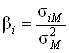 βᵢ = σᵢM / σ²M